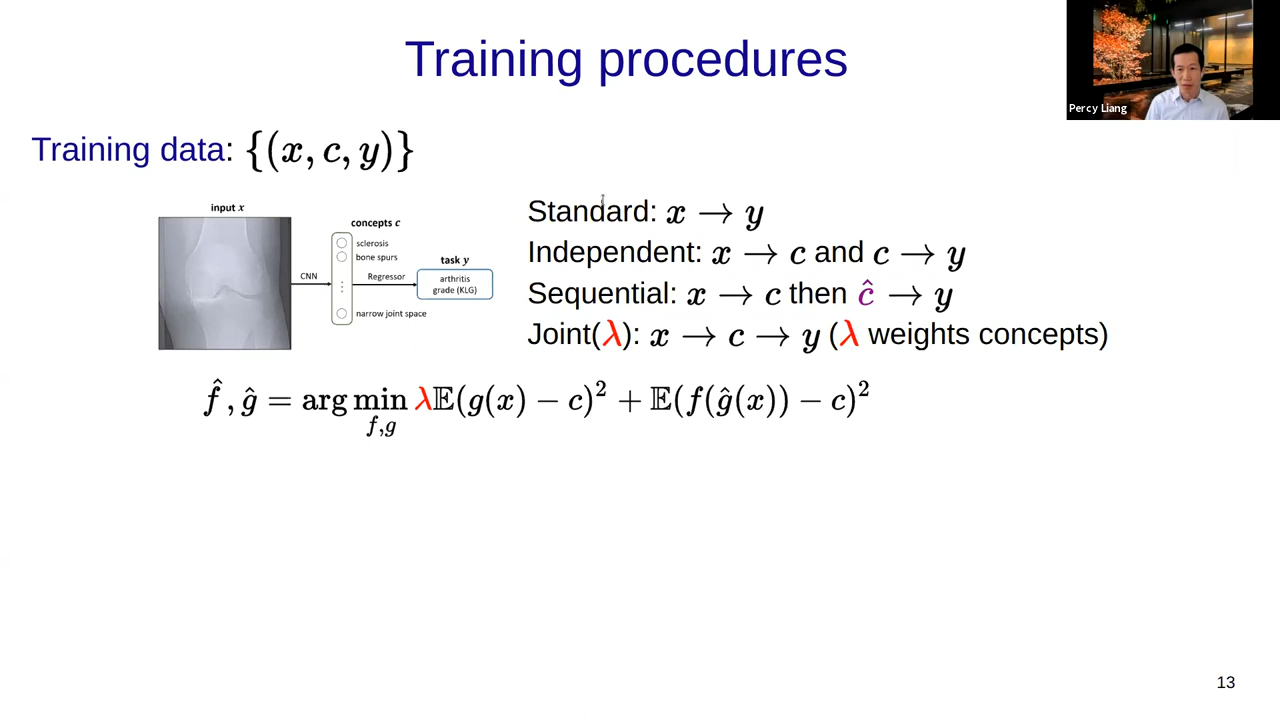 Training procedures
Percy Liang
Training data: {(x, c, y)}
input x
concepts c
sclerosis
bone spurs
⋮
narrow joint space
CNN
Regressor
task y
arthritis
grade (KLG)
Standard: x → y
Independent: x → c and c → y
Sequential: x → c then ĉ → y
Joint(λ): x → c → y (λ weights concepts)
f̂, ĝ = arg min λ𝔼(g(x) − c)² + 𝔼(f(ĝ(x)) − c)²
f,g
13